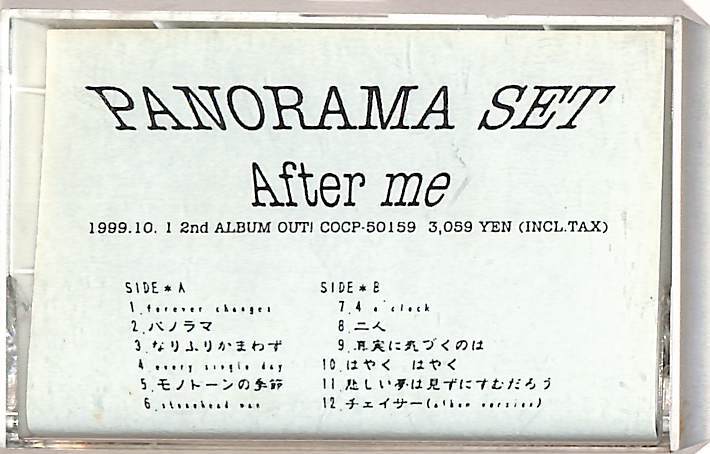 PANORAMA SET
After me
1999.10. 1 2nd ALBUM OUT! COCP-50159 3,059 YEN (INCL.TAX)
SIDE * A
1.forever changes
2.パノラマ
3.なりふりかまわず
4.every single day
5.モノトーンの季節
6.stonehead man
SIDE * B
7.4 o'clock
8.二人
9.真実に気づくのは
10.はやく はやく
11.悲しい夢は見ずにすむだろう
12.チェイサー(album version)